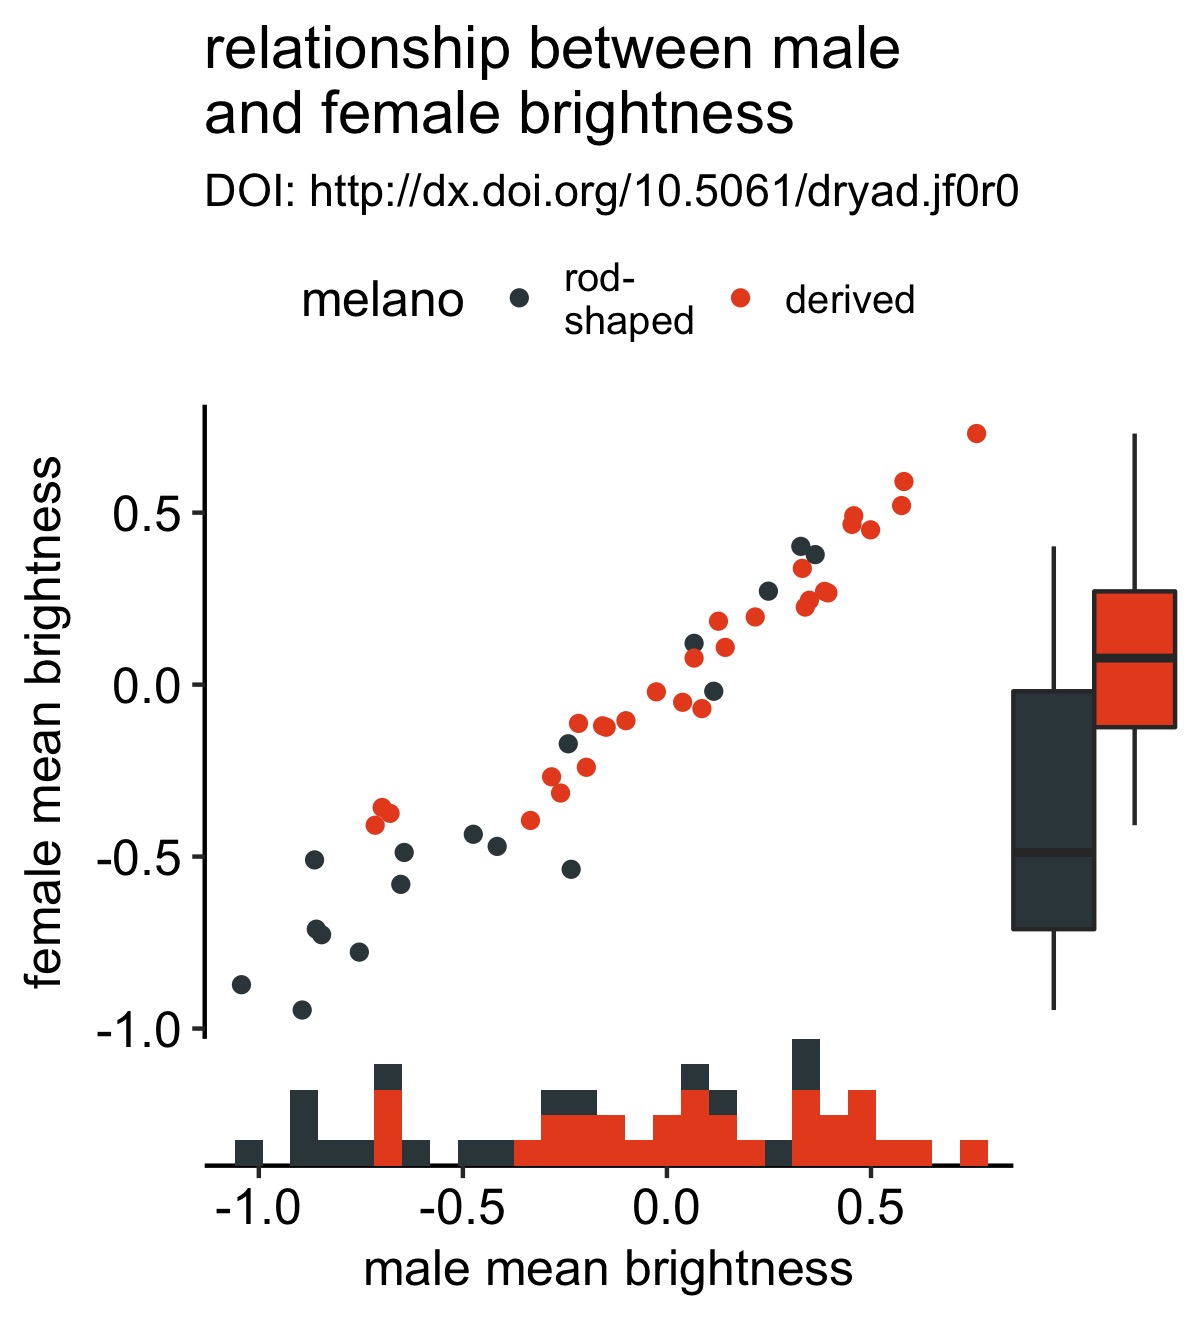 relationship between male
and female brightness
DOI: http://dx.doi.org/10.5061/dryad.jf0r0
melano
rod-
shaped
derived
female mean brightness
0.5
0.0
-0.5
-1.0
-1.0
-0.5
0.0
0.5
male mean brightness